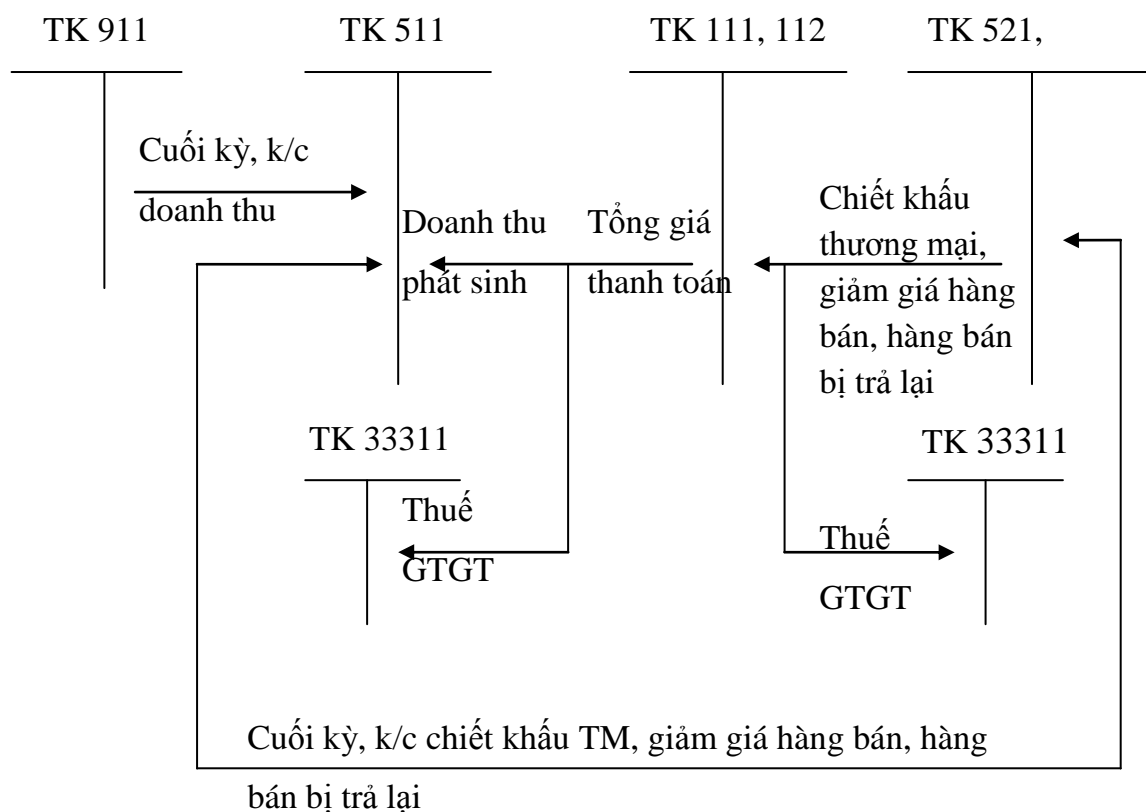 TK 911
TK 511
TK 111, 112
TK 521,
Cuối kỳ, k/c
doanh thu
Doanh thu
phát sinh
Tổng giá
thanh toán
Chiết khấu
thương mại,
giảm giá hàng
bán, hàng bán
bị trả lại
TK 33311
TK 33311
Thuế
GTGT
Thuế
GTGT
Cuối kỳ, k/c chiết khấu TM, giảm giá hàng bán, hàng
bán bị trả lại